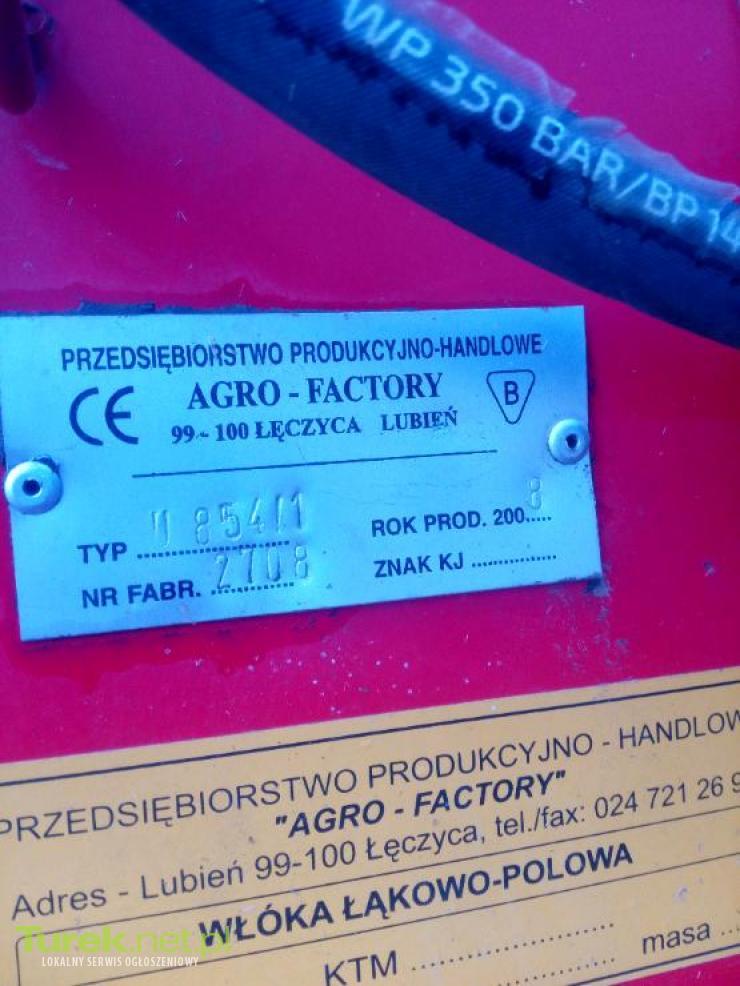 WP 350 BAR/BP 14
PRZEDSIĘBIORSTWO PRODUKCYJNO-HANDLOWE
CE AGRO - FACTORY B
99-100 ŁĘCZYCA LUBIEŃ
TYP U 854/1
ROK PROD. 2008
NR FABR. 2708
ZNAK KJ
PRZEDSIĘBIORSTWO PRODUKCYJNO - HANDLOW
"AGRO - FACTORY"
Adres - Lubień 99-100 Łęczyca, tel./fax: 024 721 26 9
WŁÓKA ŁĄKOWO-POLOWA
KTM masa
Turek.net.pl
LOKALNY SERWIS OGŁOSZENIOWY